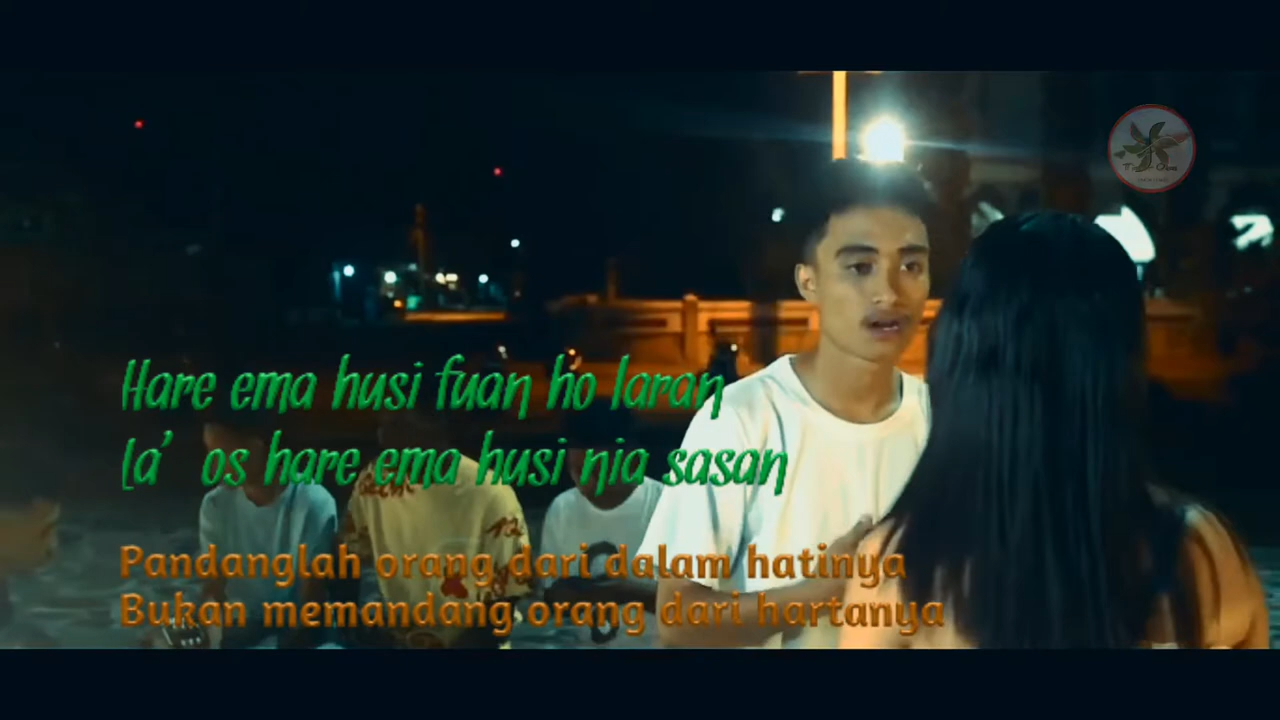 Hare ema husi fuan ho laran
La'os hare ema husi nia sasan
Pandanglah orang dari dalam hatinya
Bukan memandang orang dari hartanya